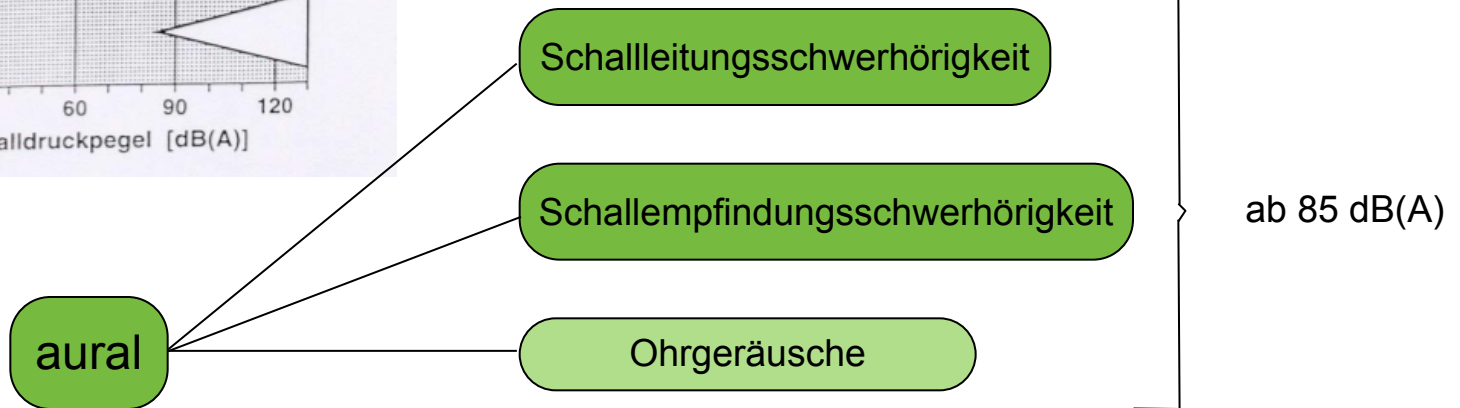 60 90 120
alldruckpegel [dB(A)]
Schallleitungsschwerhörigkeit
Schallempfindungsschwerhörigkeit
ab 85 dB(A)
aural
Ohrgeräusche